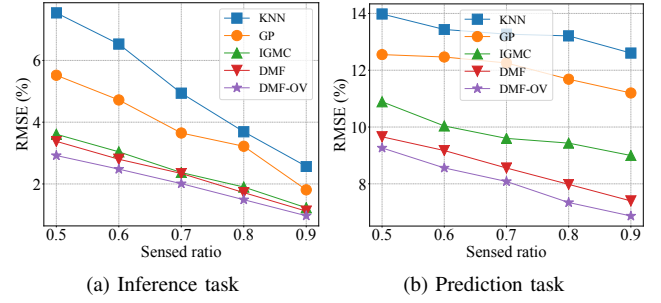 KNN
GP
IGMC
DMF
DMF-OV
6
4
2
RMSE (%)
0.5 0.6 0.7 0.8 0.9
Sensed ratio
(a) Inference task
KNN
GP
IGMC
DMF
DMF-OV
14
12
10
8
RMSE (%)
0.5 0.6 0.7 0.8 0.9
Sensed ratio
(b) Prediction task